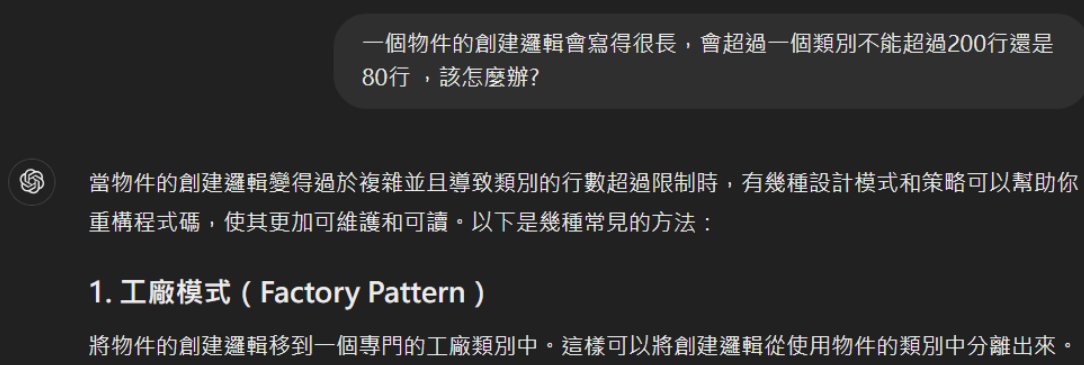 一個物件的創建邏輯會寫得很長，會超過一個類別不能超過200行還是
80行 ，該怎麼辦?
當物件的創建邏輯變得過於複雜並且導致類別的行數超過限制時，有幾種設計模式和策略可以幫助你
重構程式碼，使其更加可維護和可讀。以下是幾種常見的方法：
1. 工廠模式（Factory Pattern）
將物件的創建邏輯移到一個專門的工廠類別中。這樣可以將創建邏輯從使用物件的類別中分離出來。